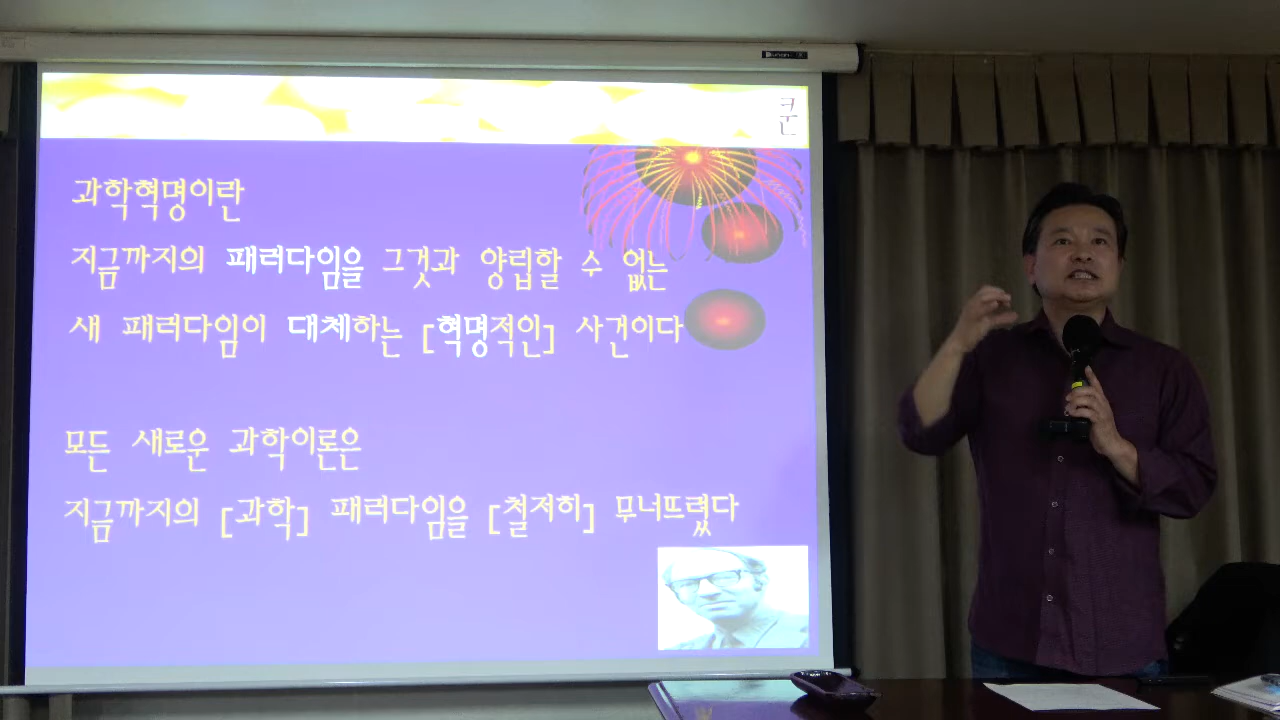 쿤
과학혁명이란
지금까지의 패러다임을 그것과 양립할 수 없는
새 패러다임이 대체하는 [혁명적인] 사건이다
모든 새로운 과학이론은
지금까지의 [과학] 패러다임을 [철저히] 무너뜨렸다